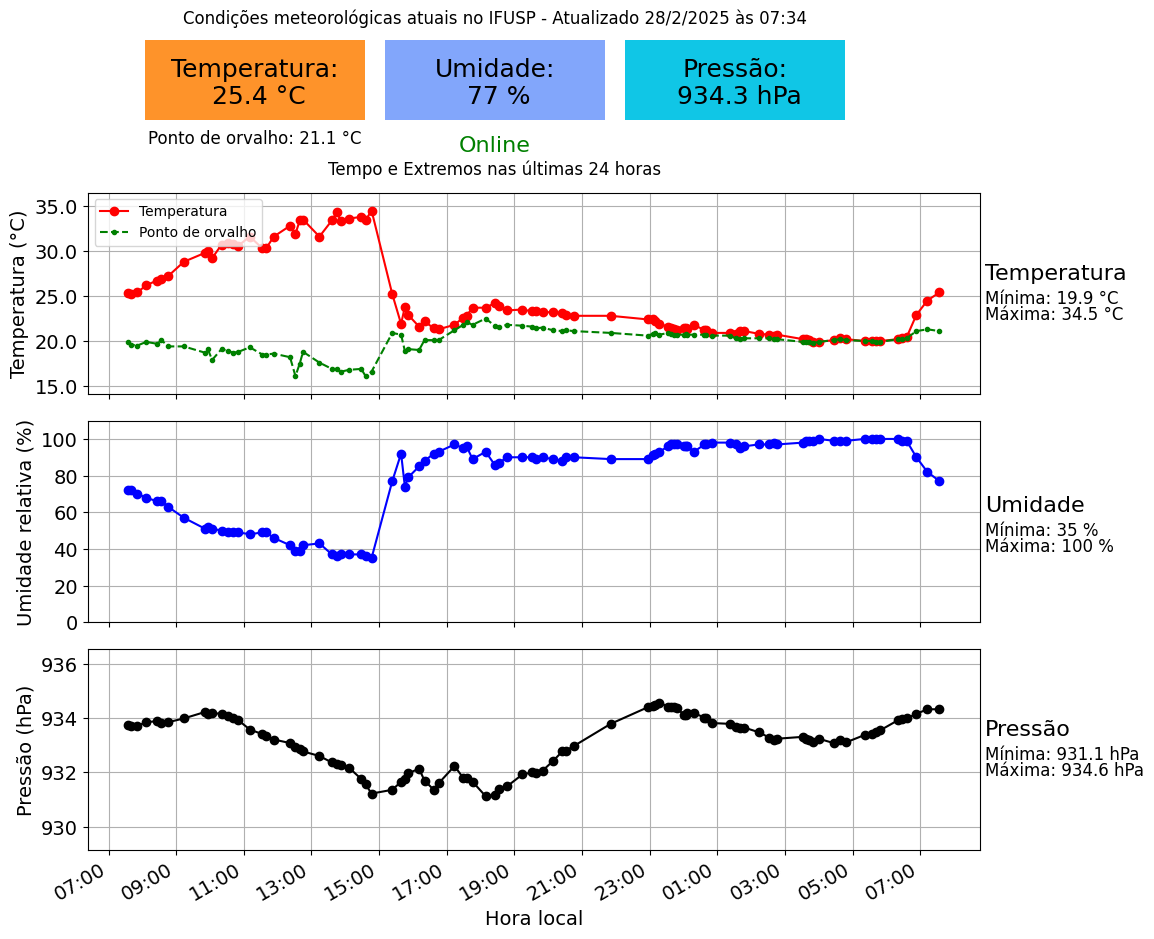 Condições meteorológicas atuais no IFUSP - Atualizado 28/2/2025 às 07:34
Temperatura:
25.4 °C
Umidade:
77 %
Pressão:
934.3 hPa
Ponto de orvalho: 21.1 °C
Online
Tempo e Extremos nas últimas 24 horas
Temperatura (°C)
35.0
30.0
25.0
20.0
15.0
Temperatura
Ponto de orvalho
Temperatura
Mínima: 19.9 °C
Máxima: 34.5 °C
Umidade relativa (%)
100
80
60
40
20
0
Umidade
Mínima: 35 %
Máxima: 100 %
Pressão (hPa)
936
934
932
930
Pressão
Mínima: 931.1 hPa
Máxima: 934.6 hPa
07:00 09:00 11:00 13:00 15:00 17:00 19:00 21:00 23:00 01:00 03:00 05:00 07:00
Hora local